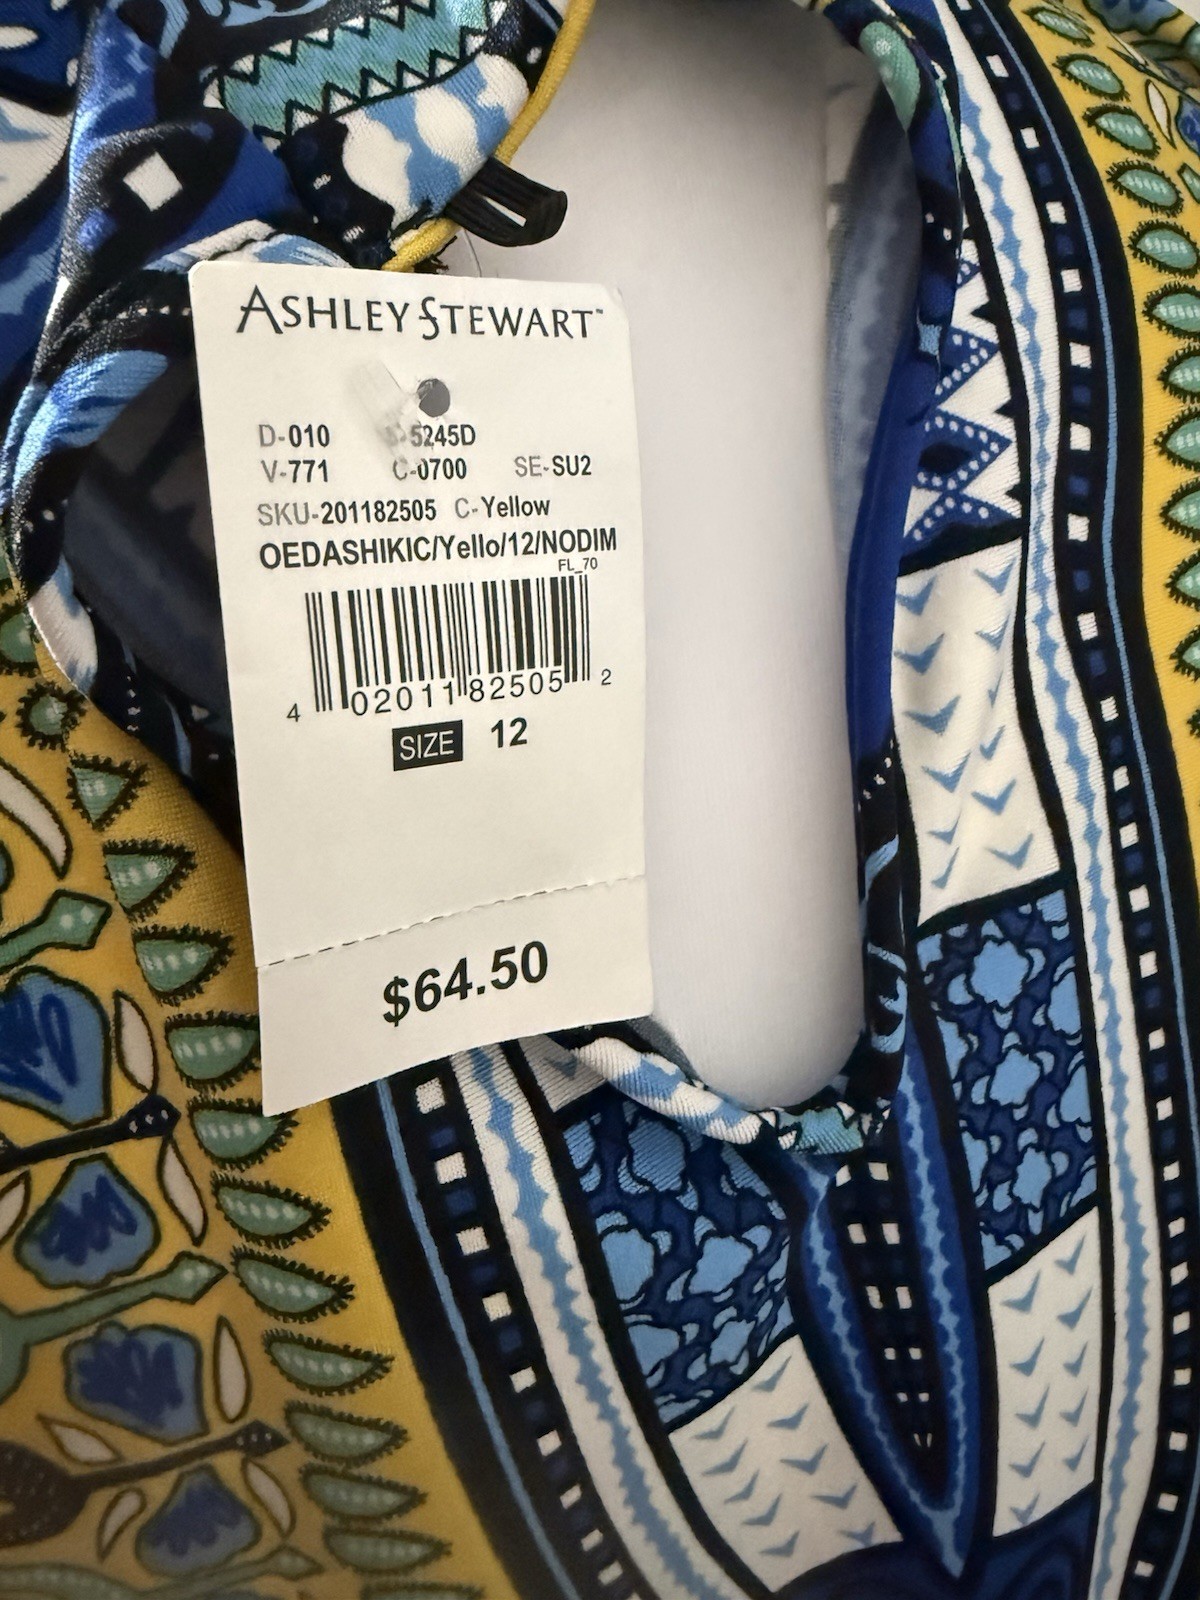 ASHLEY STEWART™
D-010 S-5245D
V-771 C-0700 SE-SU2
SKU-201182505 C-Yellow
OEDASHIKIC/Yello/12/NODIM
FL_70
4 02011 82505 2
SIZE 12
$64.50